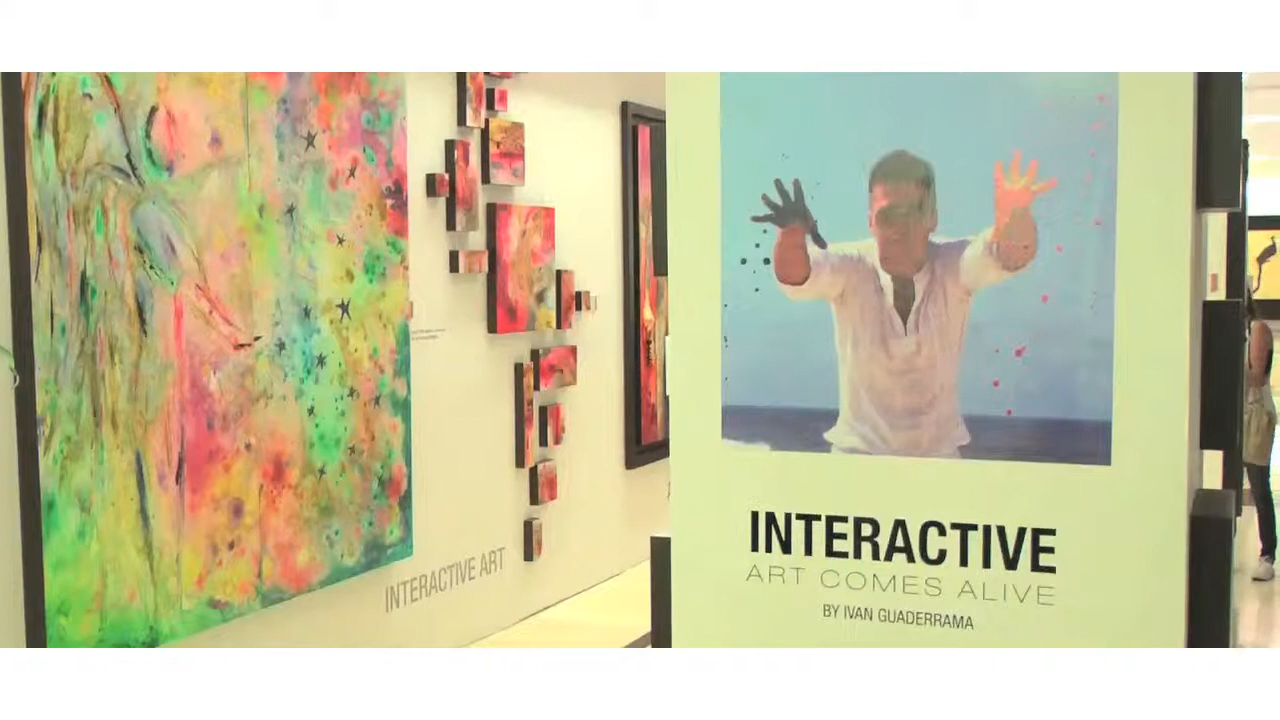 INTERACTIVE ART
INTERACTIVE
ART COMES ALIVE
BY IVAN GUADERRAMA